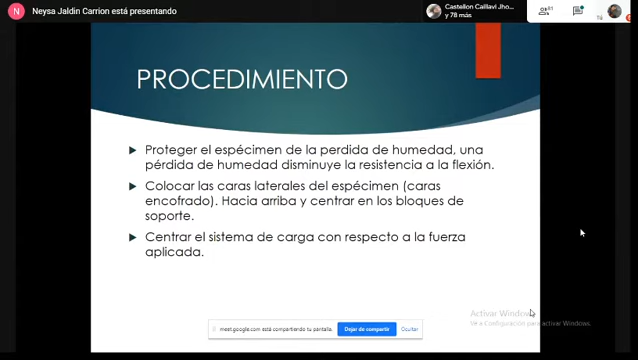 N Neysa Jaldin Carrion está presentando
Castellon Caillavi Jho...
y 78 más
81
Tú
PROCEDIMIENTO
Proteger el espécimen de la perdida de humedad, una
pérdida de humedad disminuye la resistencia a la flexión.
Colocar las caras laterales del espécimen (caras
encofrado). Hacia arriba y centrar en los bloques de
soporte.
Centrar el sistema de carga con respecto a la fuerza
aplicada.
Activar Windows
Configuración para activar Windows.
meet.google.com está compartiendo tu pantalla.
Dejar de compartir
Ocultar